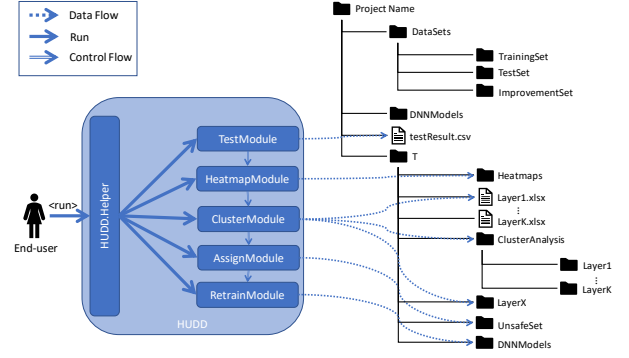 Data Flow
Run
Control Flow
Project Name
DataSets
TrainingSet
TestSet
ImprovementSet
DNNModels
testResult.csv
T
Heatmaps
Layer1.xlsx
LayerK.xlsx
ClusterAnalysis
Layer1
LayerK
LayerX
UnsafeSet
DNNModels
<run>
End-user
HUDD.Helper
TestModule
HeatmapModule
ClusterModule
AssignModule
RetrainModule
HUDD